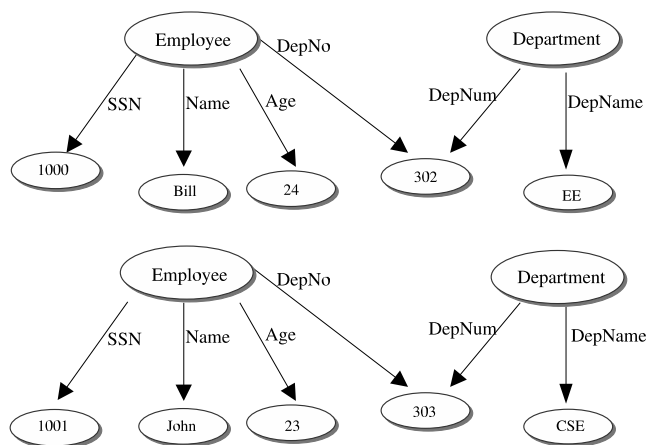 Employee
Department
DepNo
SSN
Name
Age
DepNum
DepName
1000
Bill
24
302
EE
Employee
Department
DepNo
SSN
Name
Age
DepNum
DepName
1001
John
23
303
CSE